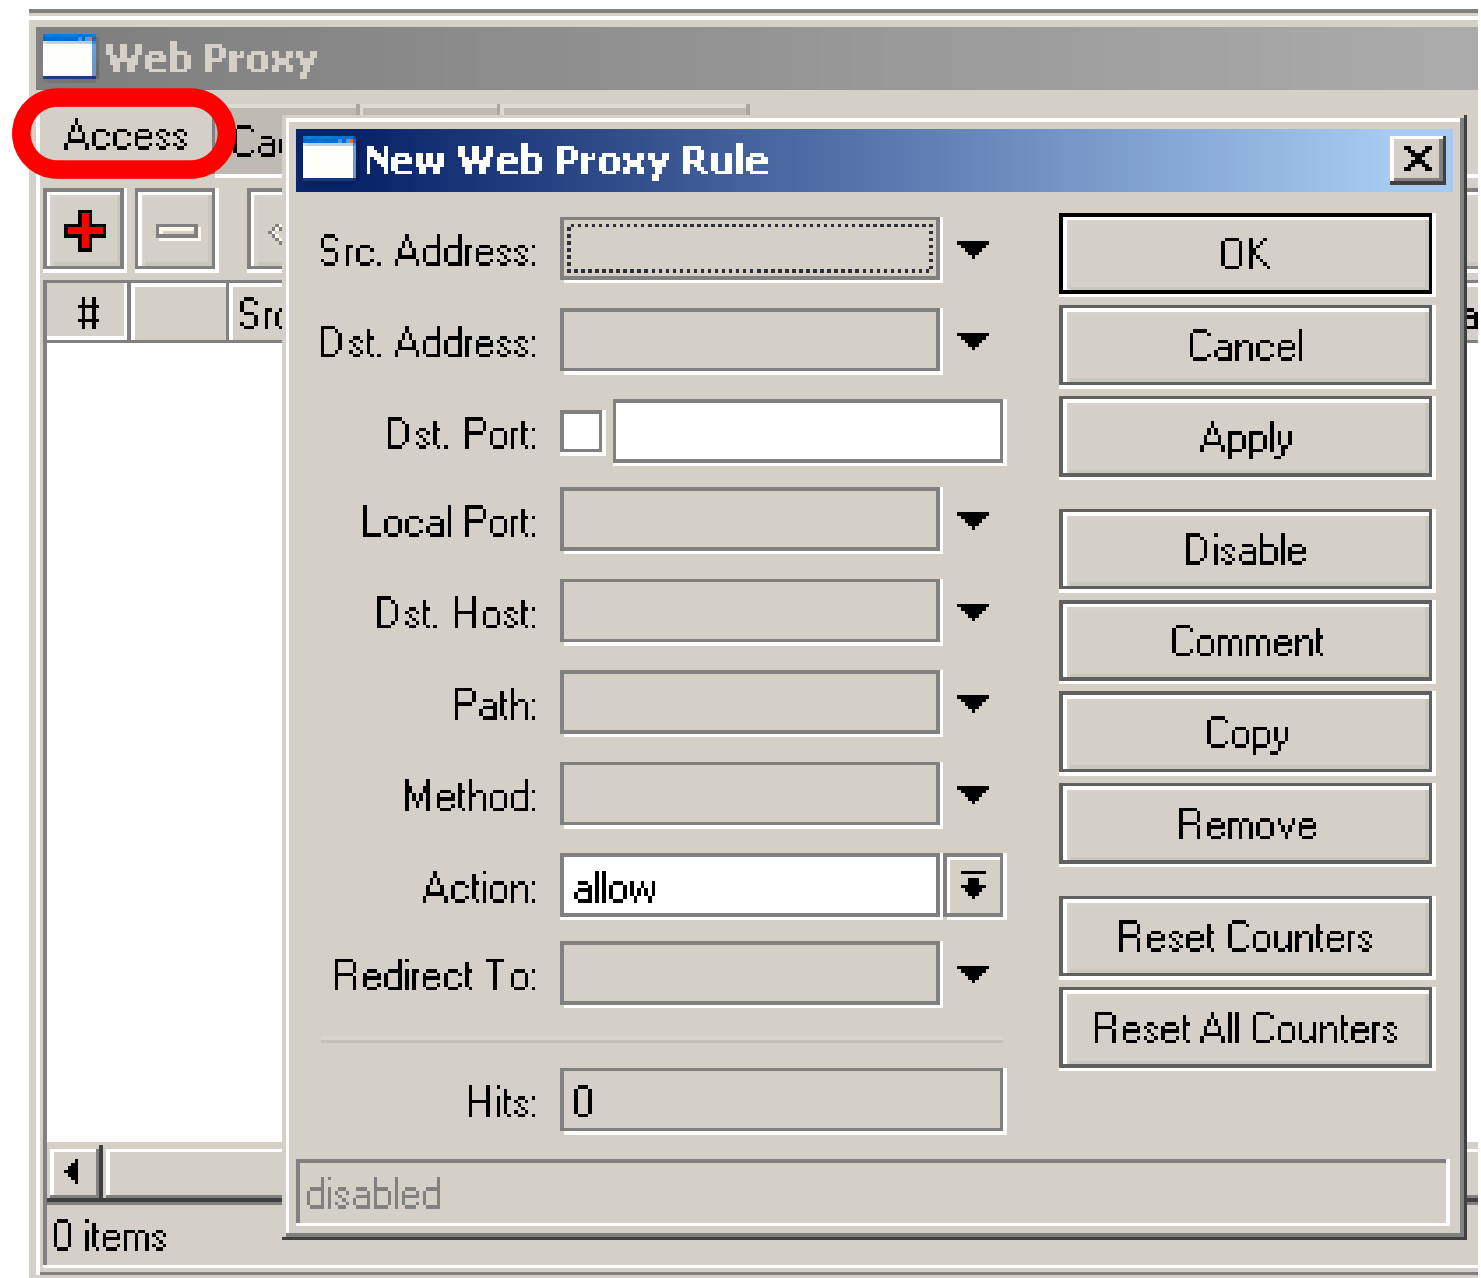 Web Proxy
Access
New Web Proxy Rule
Src. Address:
OK
#
Dst. Address:
Cancel
Dst. Port:
Apply
Local Port:
Disable
Dst. Host:
Comment
Path:
Copy
Method:
Remove
Action: allow
Reset Counters
Redirect To:
Reset All Counters
Hits: 0
disabled
0 items